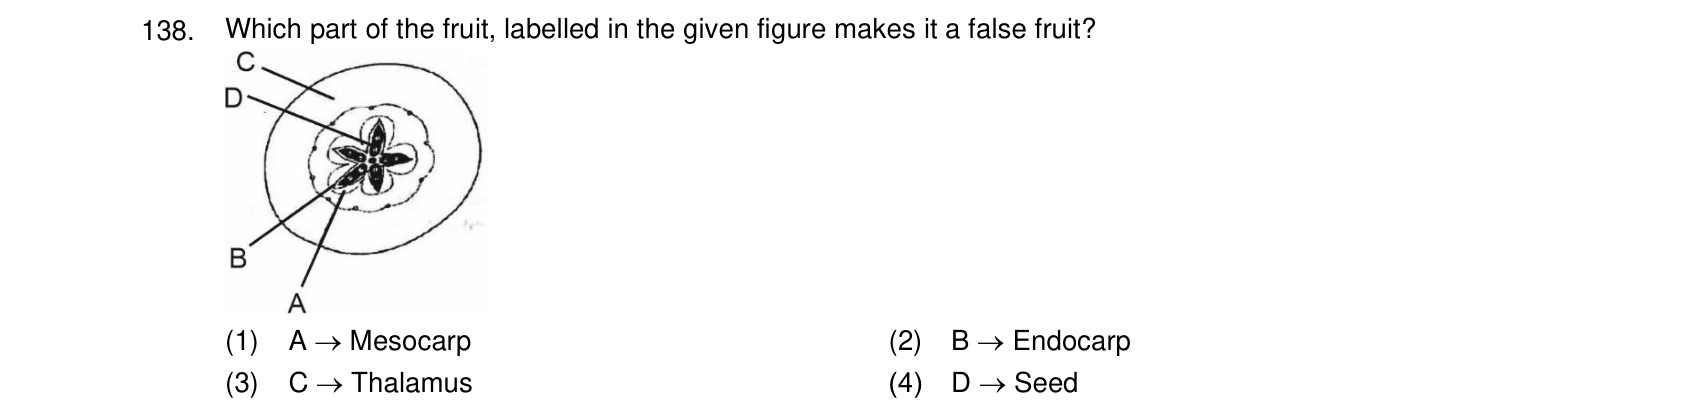 138. Which part of the fruit, labelled in the given figure makes it a false fruit?
C
D
B
A
(1) A → Mesocarp (2) B → Endocarp
(3) C → Thalamus (4) D → Seed